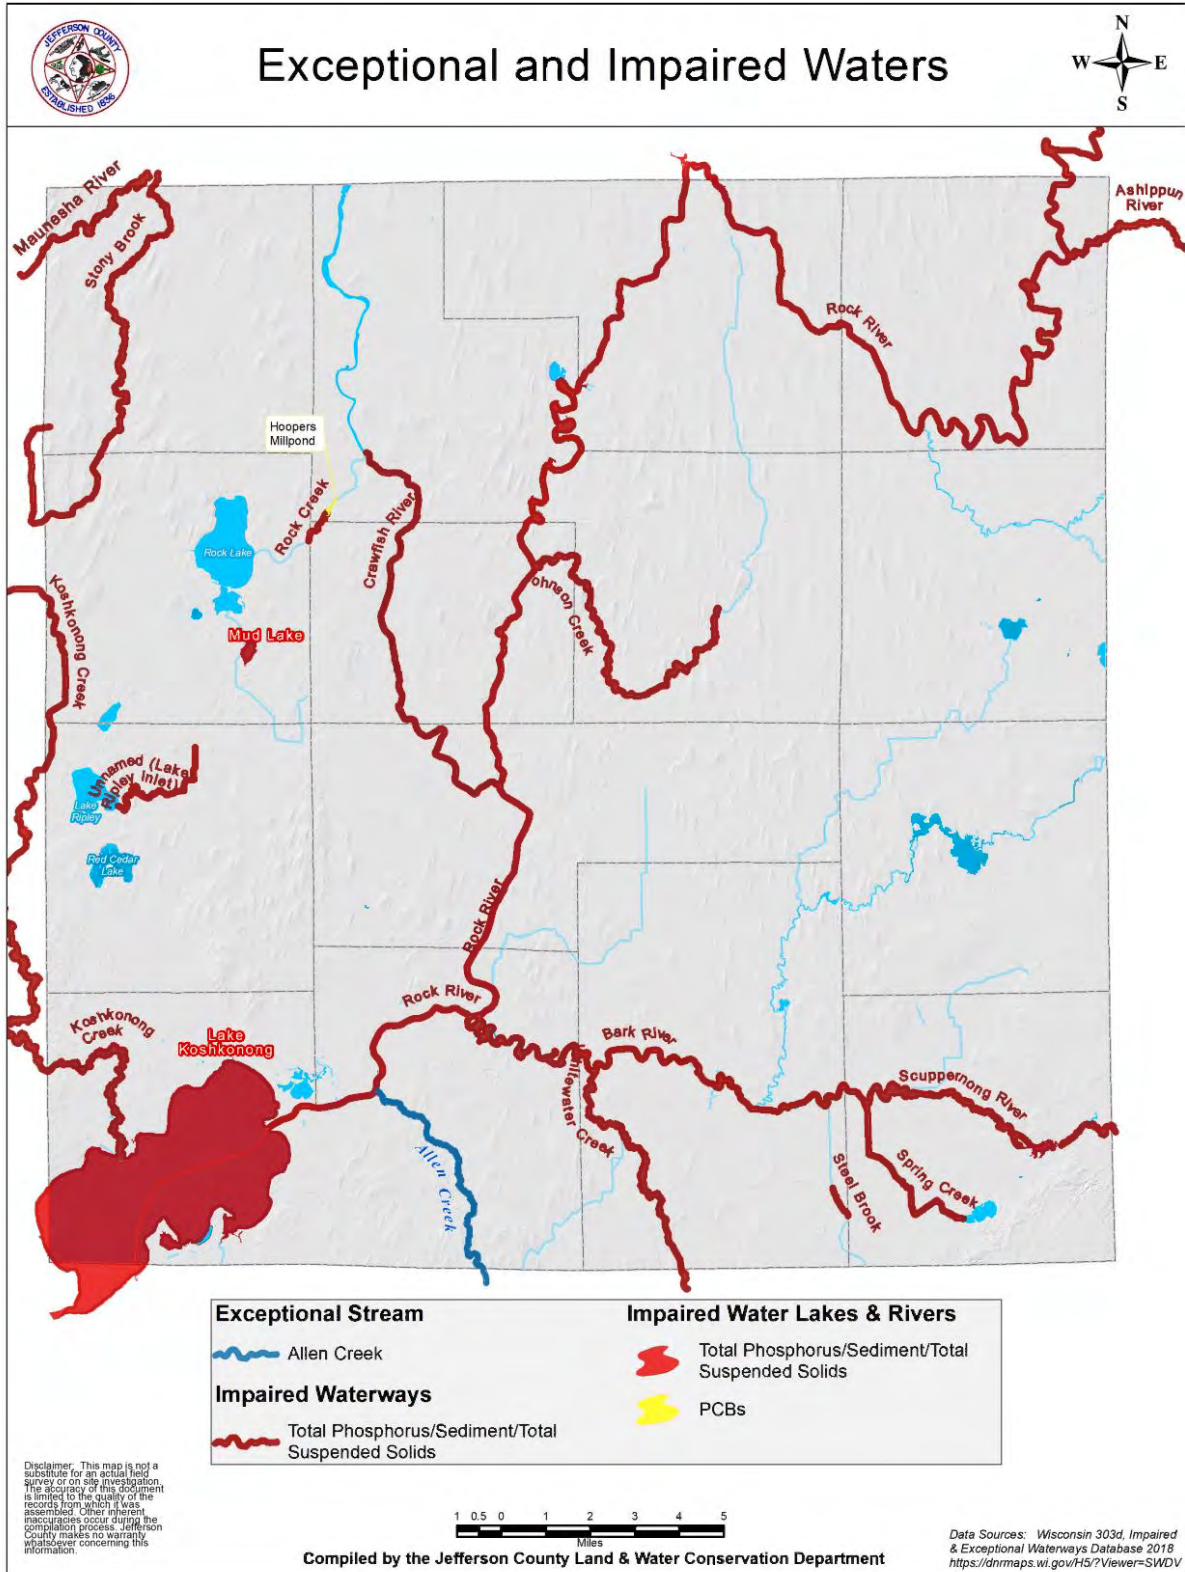 JEFFERSON COUNTY
ESTABLISHED 1836
Exceptional and Impaired Waters
N
W
E
S
Maunesha River
Stony Brook
Ashippun
River
Rock River
Hoopers
Millpond
Rock Creek
Crawfish River
Rock Lake
ohnson Creek
Koshkonong Creek
Mud Lake
Unnamed (Lake
Ripley Inlet)
Lake
Ripley
Red Cedar
Lake
Rock River
Rock River
Koshkonong
Creek
Lake
Koshkonong
Bark River
hitewater Creek
Scuppernong River
Allen Creek
Steel Brook
Spring Creek
Exceptional Stream
Allen Creek
Impaired Waterways
Total Phosphorus/Sediment/Total
Suspended Solids
Impaired Water Lakes & Rivers
Total Phosphorus/Sediment/Total
Suspended Solids
PCBs
Disclaimer: This map is not a
substitute for an actual field
survey or on site investigation.
The accuracy of this document
is limited to the quality of the
records from which it was
assembled. Other inherent
inaccuracies occur during the
compilation process. Jefferson
County makes no warranty
whatsoever concerning this
information.
1 0.5 0 1 2 3 4 5
Miles
Compiled by the Jefferson County Land & Water Conservation Department
Data Sources: Wisconsin 303d, Impaired
& Exceptional Waterways Database 2018
https://dnrmaps.wi.gov/H5/?Viewer=SWDV